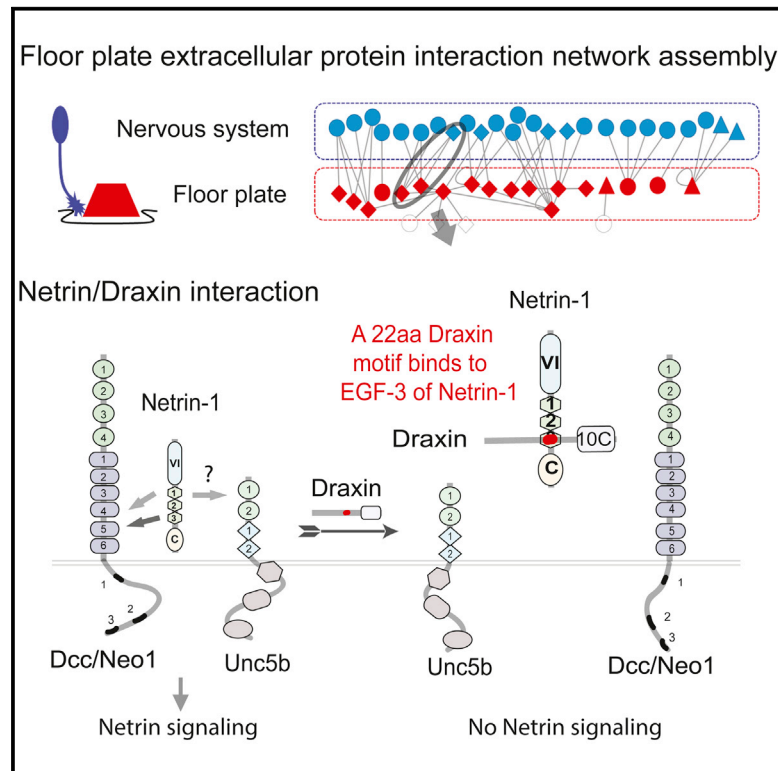 Floor plate extracellular protein interaction network assembly
Nervous system
Floor plate
Netrin/Draxin interaction
Netrin-1
A 22aa Draxin
motif binds to
EGF-3 of Netrin-1
VI
1
2
Draxin
10C
C
1
2
3
4
1
2
3
4
5
6
1
2
3
Dcc/Neo1
Netrin-1
VI
1
2
3
C
?
1
2
1
2
Unc5b
Draxin
1
2
1
2
Unc5b
1
2
3
4
1
2
3
4
5
6
1
2
3
Dcc/Neo1
Netrin signaling
No Netrin signaling